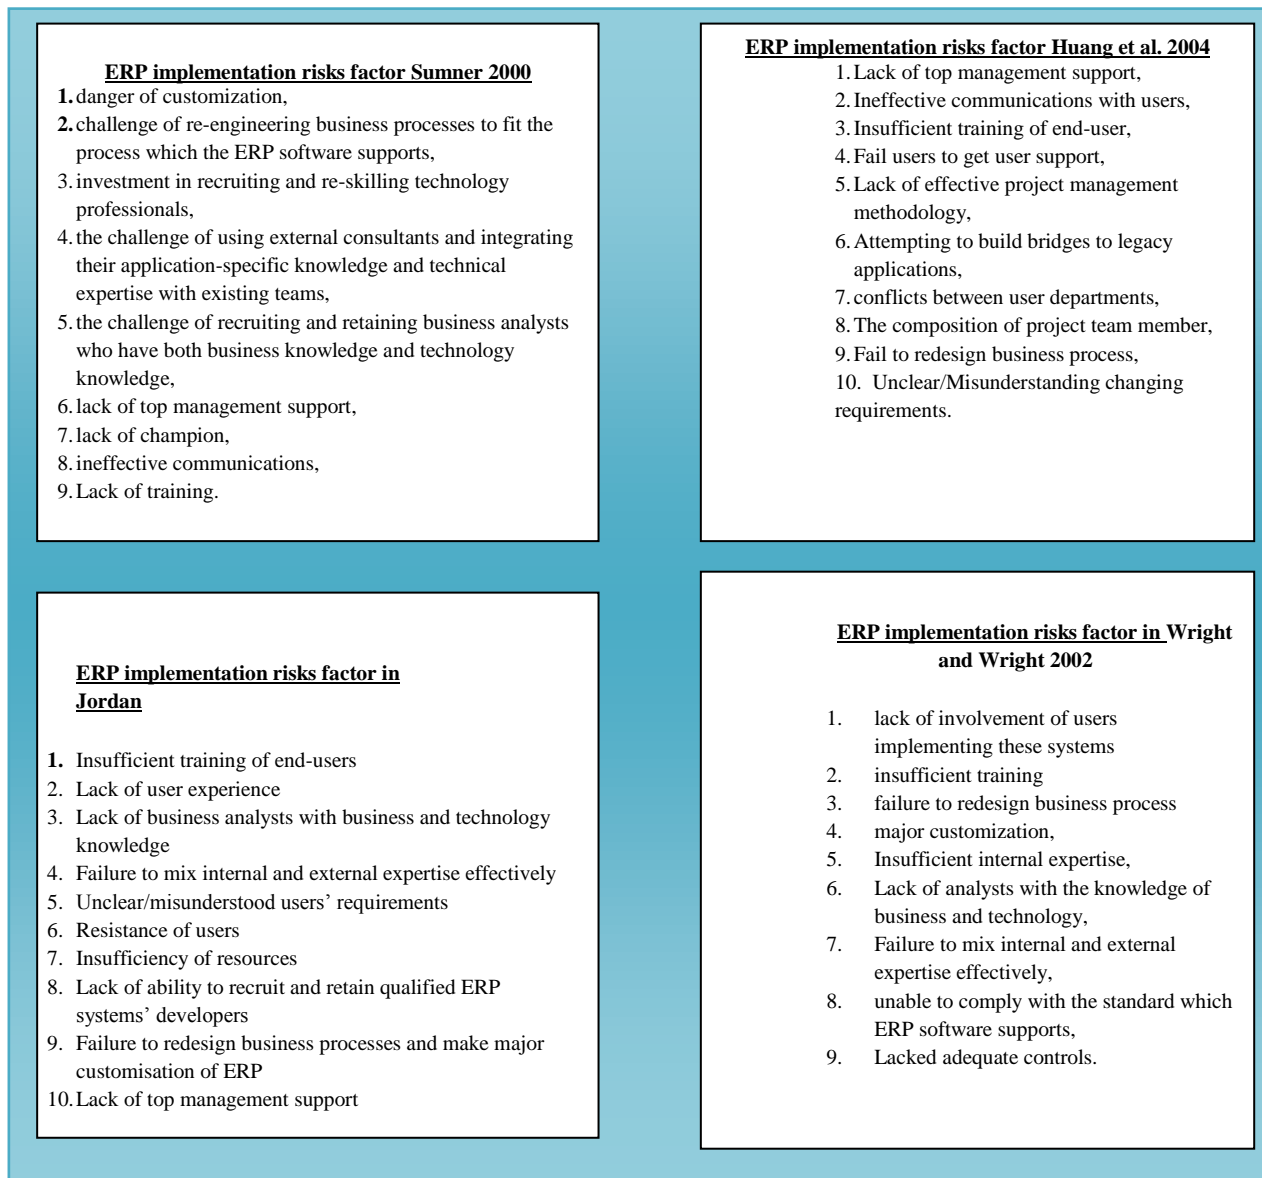 ERP implementation risks factor Sumner 2000
1. danger of customization,
2. challenge of re-engineering business processes to fit the
process which the ERP software supports,
3. investment in recruiting and re-skilling technology
professionals,
4. the challenge of using external consultants and integrating
their application-specific knowledge and technical
expertise with existing teams,
5. the challenge of recruiting and retaining business analysts
who have both business knowledge and technology
knowledge,
6. lack of top management support,
7. lack of champion,
8. ineffective communications,
9. Lack of training.
ERP implementation risks factor Huang et al. 2004
1. Lack of top management support,
2. Ineffective communications with users,
3. Insufficient training of end-user,
4. Fail users to get user support,
5. Lack of effective project management
methodology,
6. Attempting to build bridges to legacy
applications,
7. conflicts between user departments,
8. The composition of project team member,
9. Fail to redesign business process,
10. Unclear/Misunderstanding changing
requirements.
ERP implementation risks factor in
Jordan
1. Insufficient training of end-users
2. Lack of user experience
3. Lack of business analysts with business and technology
knowledge
4. Failure to mix internal and external expertise effectively
5. Unclear/misunderstood users’ requirements
6. Resistance of users
7. Insufficiency of resources
8. Lack of ability to recruit and retain qualified ERP
systems’ developers
9. Failure to redesign business processes and make major
customisation of ERP
10. Lack of top management support
ERP implementation risks factor in Wright
and Wright 2002
1. lack of involvement of users
implementing these systems
2. insufficient training
3. failure to redesign business process
4. major customization,
5. Insufficient internal expertise,
6. Lack of analysts with the knowledge of
business and technology,
7. Failure to mix internal and external
expertise effectively,
8. unable to comply with the standard which
ERP software supports,
9. Lacked adequate controls.